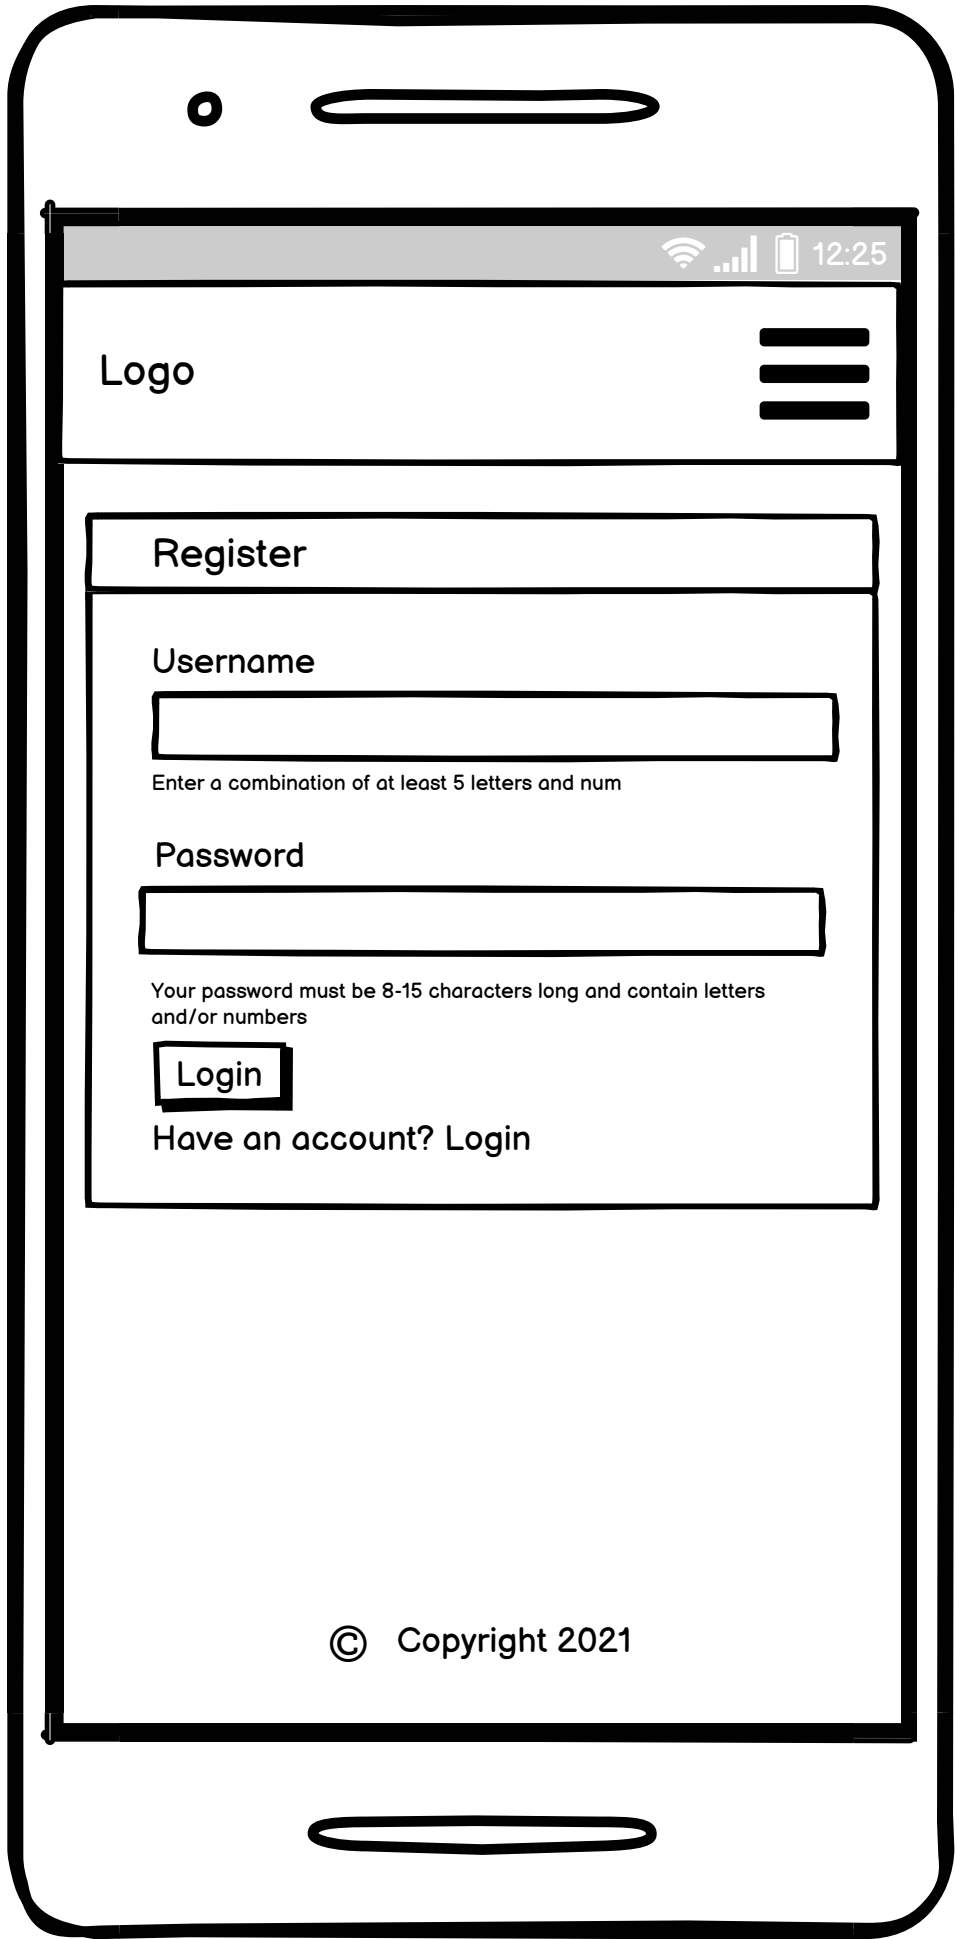 12:25
Logo
Register
Username
Enter a combination of at least 5 letters and num
Password
Your password must be 8-15 characters long and contain letters
and/or numbers
Login
Have an account? Login
© Copyright 2021